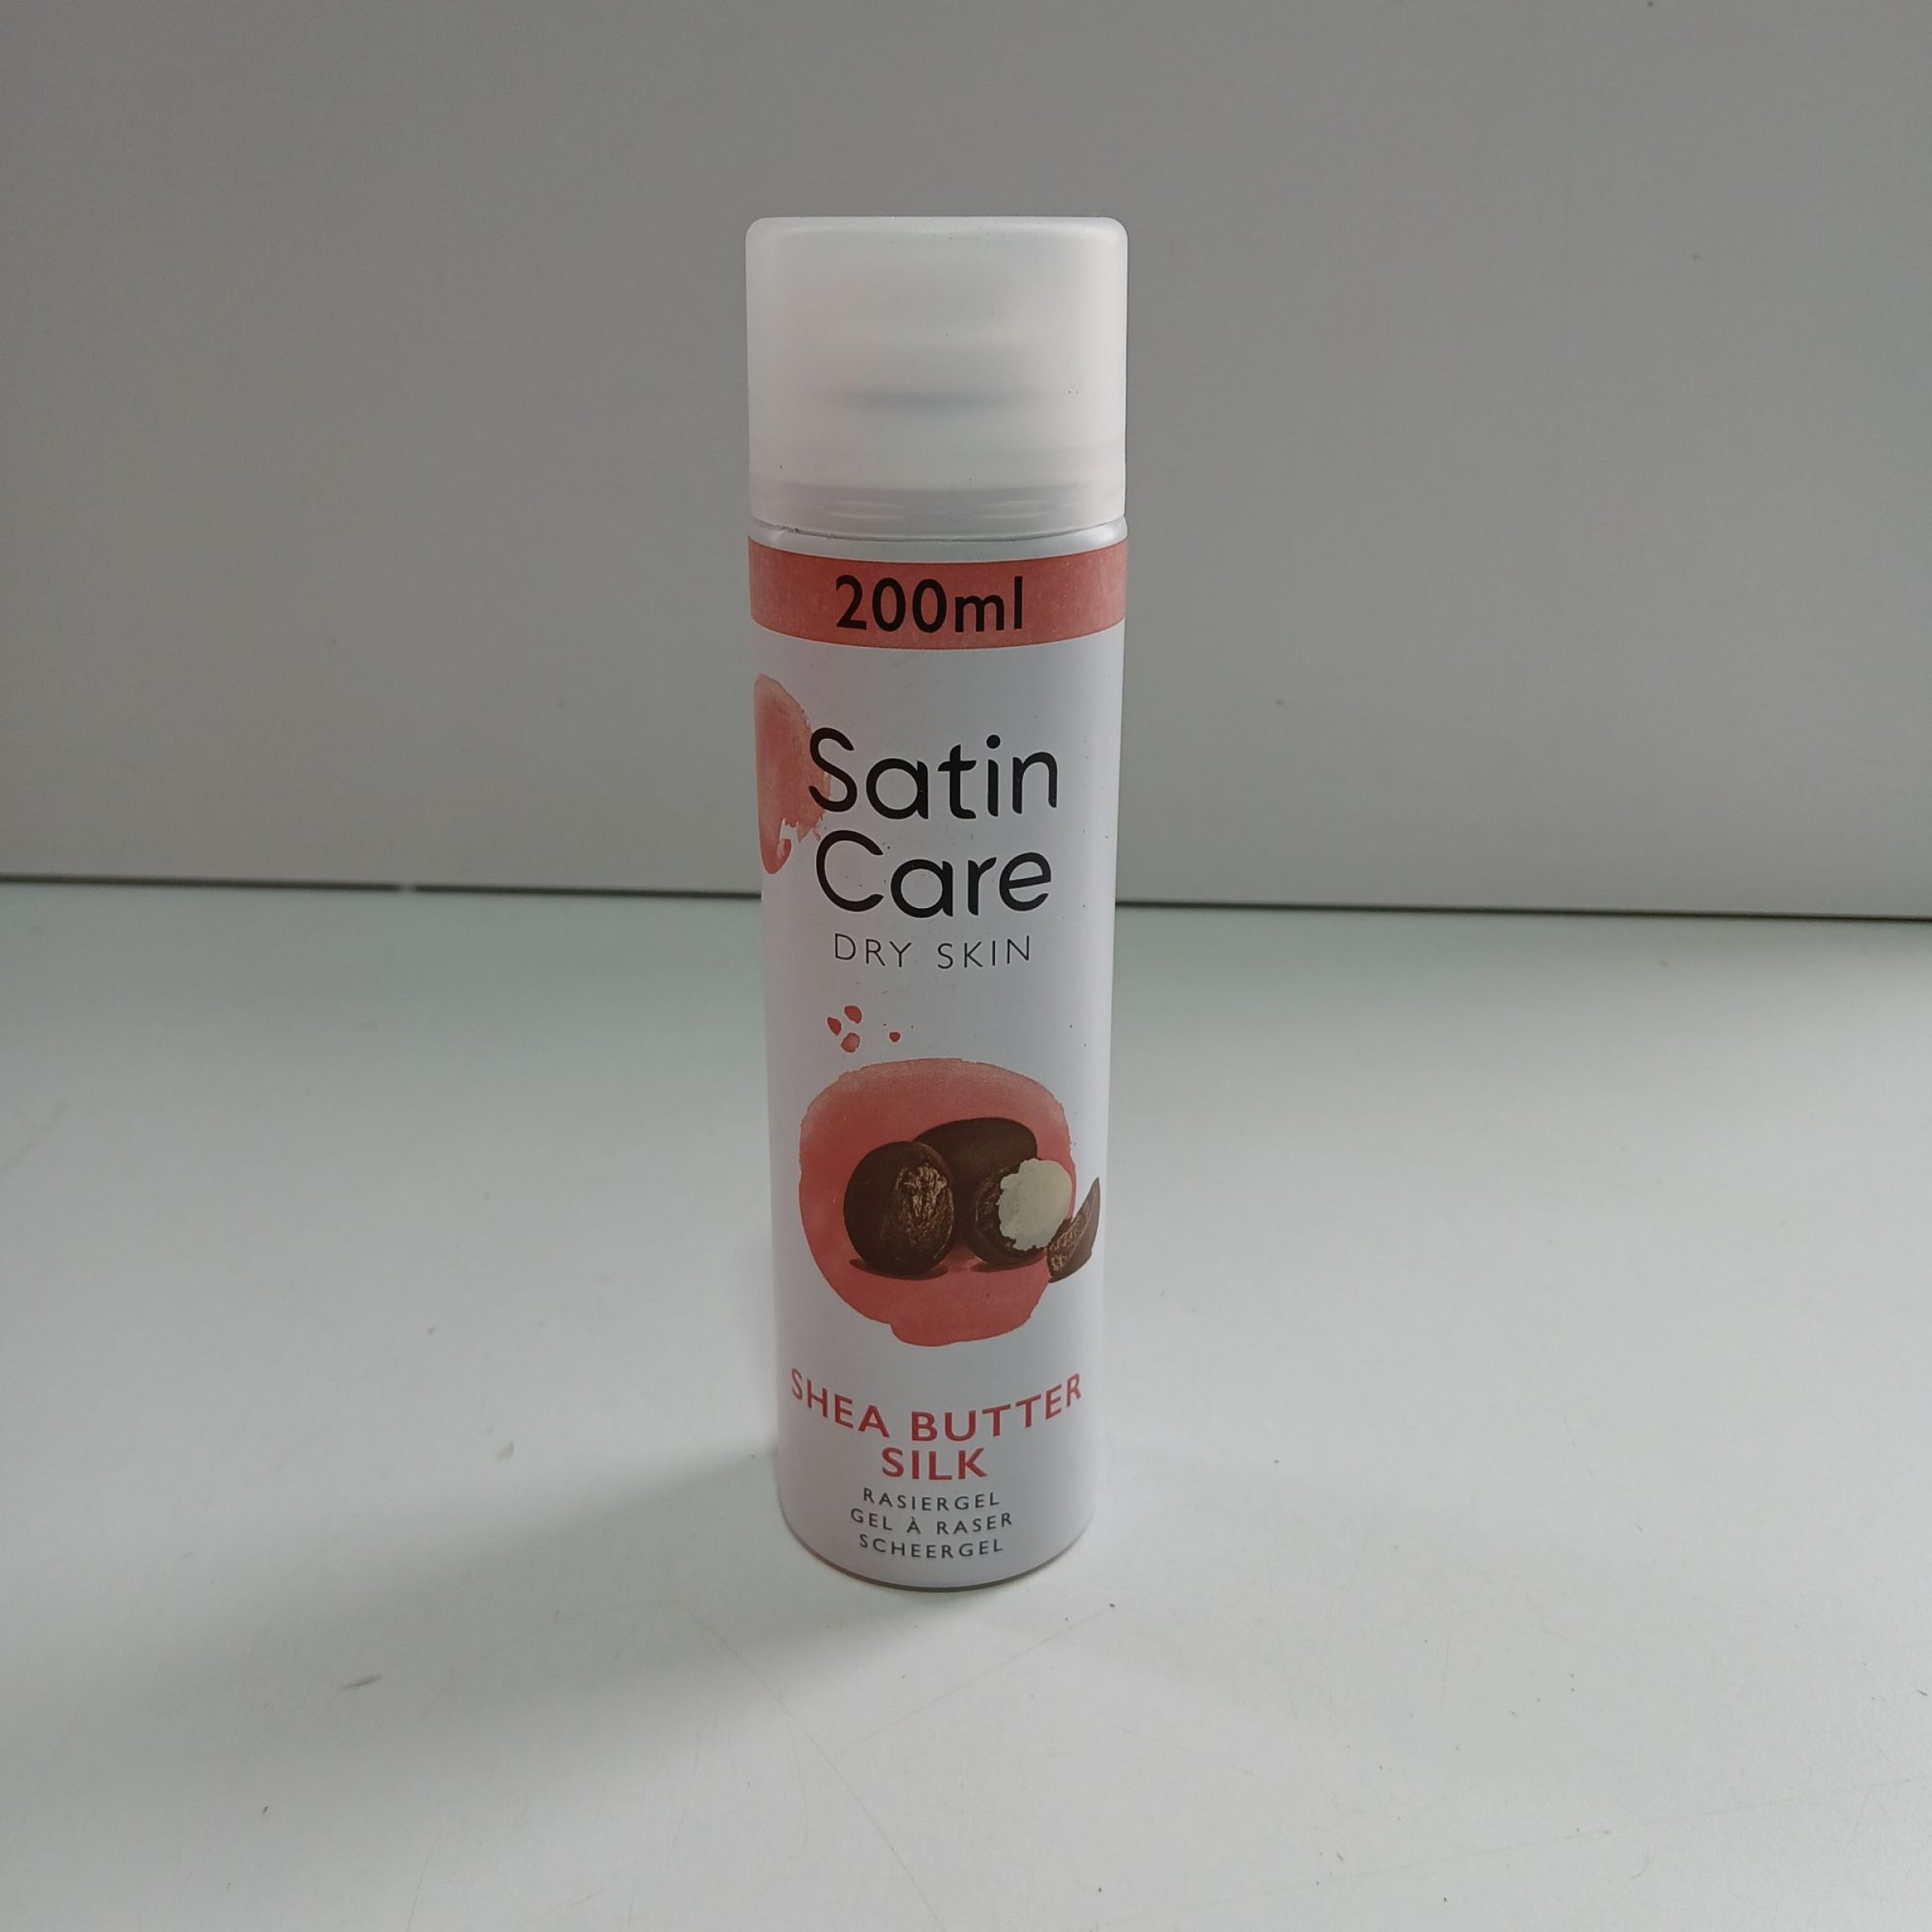 200ml
Satin
Care
DRY SKIN
SHEA BUTTER
SILK
RASIERGEL
GEL À RASER
SCHEERGEL